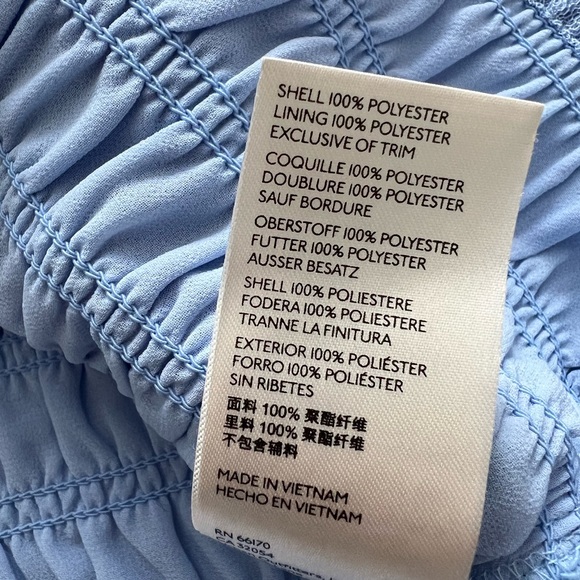 SHELL 100% POLYESTER
LINING 100% POLYESTER
EXCLUSIVE OF TRIM
COQUILLE 100% POLYESTER
DOUBLURE 100% POLYESTER
SAUF BORDURE
OBERSTOFF 100% POLYESTER
FUTTER 100% POLYESTER
AUSSER BESATZ
SHELL 100% POLIESTERE
FODERA 100% POLIESTERE
TRANNE LA FINITURA
EXTERIOR 100% POLIÉSTER
FORRO 100% POLIÉSTER
SIN RIBETES
面料 100% 聚酯纤维
里料 100% 聚酯纤维
不包含辅料
MADE IN VIETNAM
HECHO EN VIETNAM
RN 66170
CA 32054